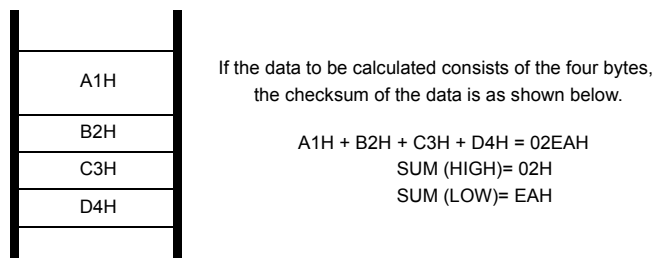 A1H
B2H
C3H
D4H
If the data to be calculated consists of the four bytes,
the checksum of the data is as shown below.
A1H + B2H + C3H + D4H = 02EAH
SUM (HIGH)= 02H
SUM (LOW)= EAH